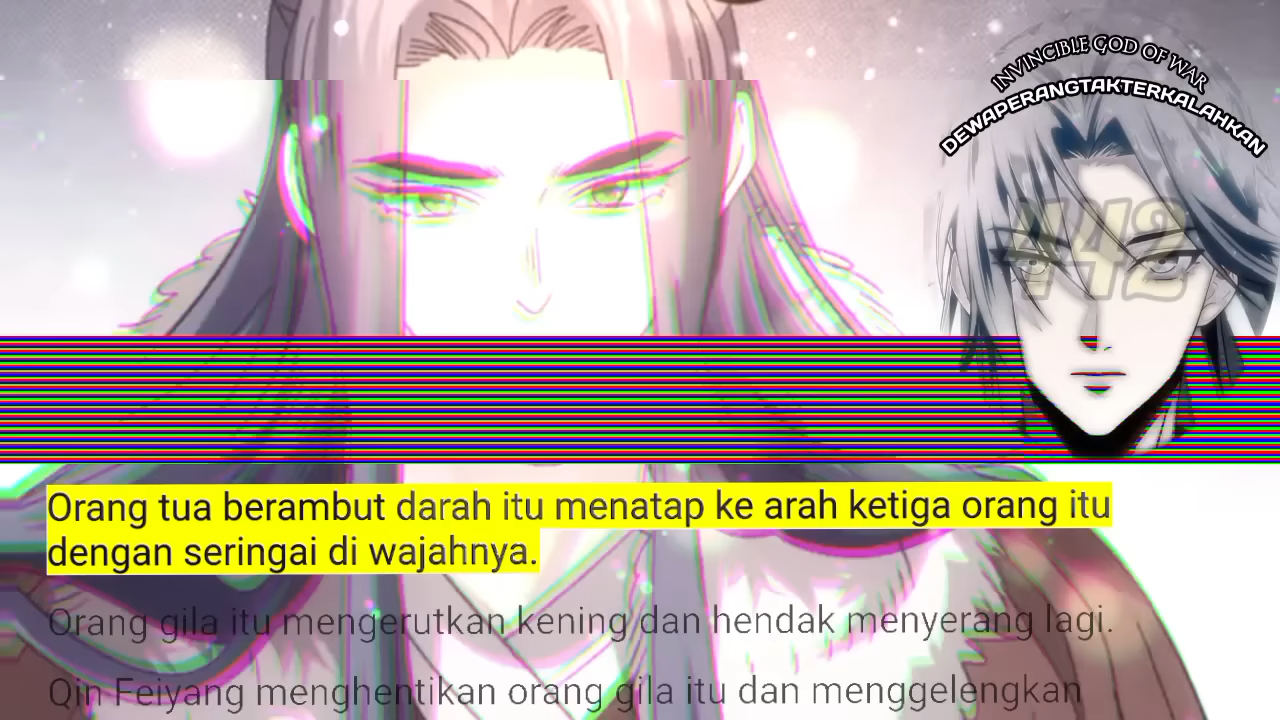 INVINCIBLE GOD OF WAR
DEWAPERANGTAKTERKALAHKAN
442
Orang tua berambut darah itu menatap ke arah ketiga orang itu
dengan seringai di wajahnya.
Orang gila itu mengerutkan kening dan hendak menyerang lagi.
Qin Feiyang menghentikan orang gila itu dan menggelengkan